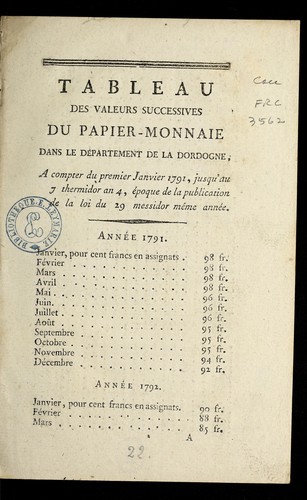 TABLEAU
DES VALEURS SUCCESSIVES
DU PAPIER-MONNAIE
DANS LE DÉPARTEMENT DE LA DORDOGNE,
A compter du premier Janvier 1791, jusqu'au
7 thermidor an 4, époque de la publication
de la loi du 29 messidor même année.
Case
FRC
3562
ANNÉE 1791.
Janvier, pour cent francs en assignats . 98 fr.
Février . . . . . . . . . . . 98 fr.
Mars . . . . . . . . . . . 98 fr.
Avril . . . . . . . . . . . 98 fr.
Mai . . . . . . . . . . . 96 fr.
Juin . . . . . . . . . . . 96 fr.
Juillet . . . . . . . . . . . 96 fr.
Août . . . . . . . . . . . 95 fr.
Septembre . . . . . . . . . . 95 fr.
Octobre . . . . . . . . . . 95 fr.
Novembre . . . . . . . . . . 94 fr.
Décembre . . . . . . . . . . 92 fr.
ANNÉE 1792.
Janvier, pour cent francs en assignats. 90 fr.
Février . . . . . . . . . . . 88 fr.
Mars . . . . . . . . . . . 85 fr.
A
22.